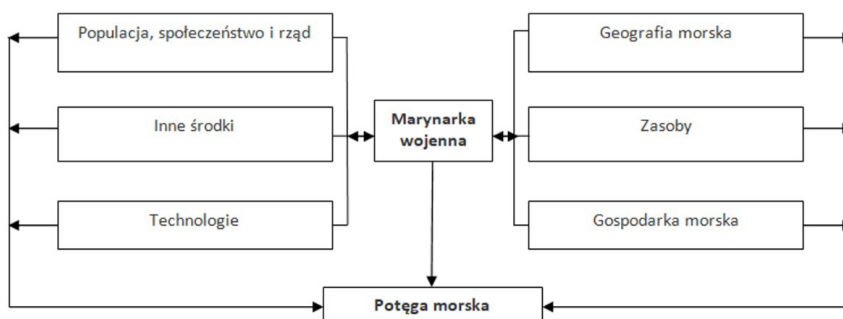 Populacja, społeczeństwo i rząd
Geografia morska
Marynarka
wojenna
Inne środki
Zasoby
Technologie
Gospodarka morska
Potęga morska